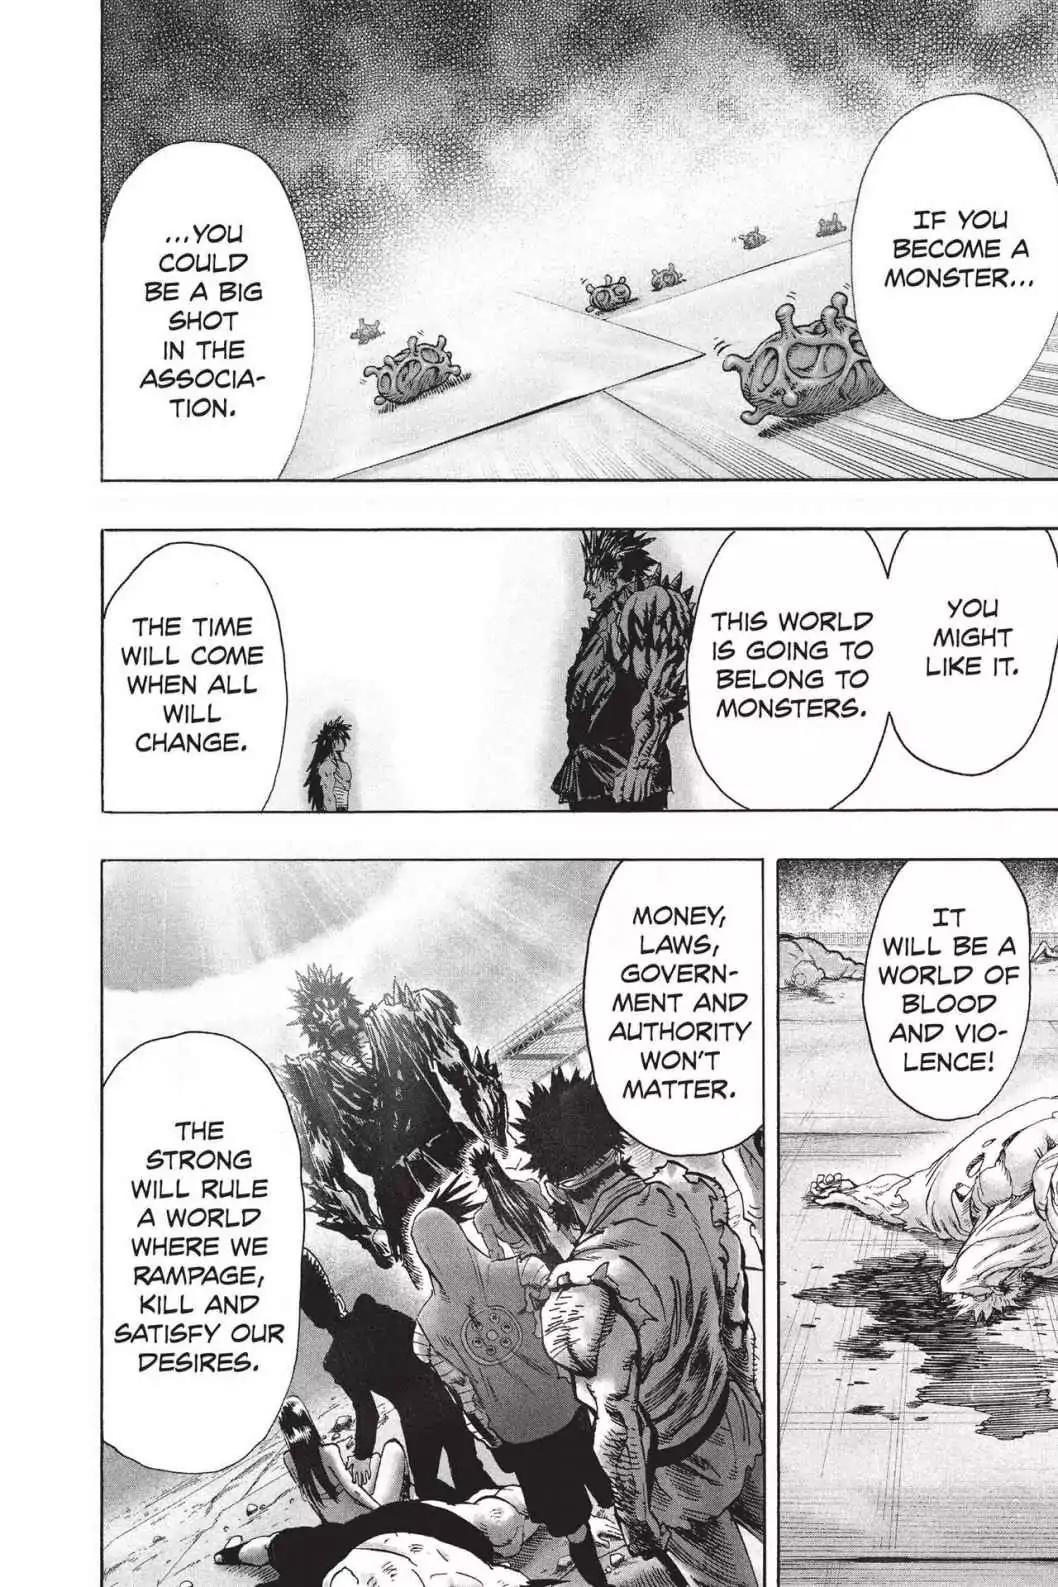 IF YOU
BECOME A
MONSTER...
...YOU
COULD
BE A BIG
SHOT
IN THE
ASSOCIA-
TION.
YOU
MIGHT
LIKE IT.
THIS WORLD
IS GOING TO
BELONG TO
MONSTERS.
THE TIME
WILL COME
WHEN ALL
WILL
CHANGE.
IT
WILL BE A
WORLD OF
BLOOD
AND VIO-
LENCE!
MONEY,
LAWS,
GOVERN-
MENT AND
AUTHORITY
WON'T
MATTER.
THE
STRONG
WILL RULE
A WORLD
WHERE WE
RAMPAGE,
KILL AND
SATISFY OUR
DESIRES.